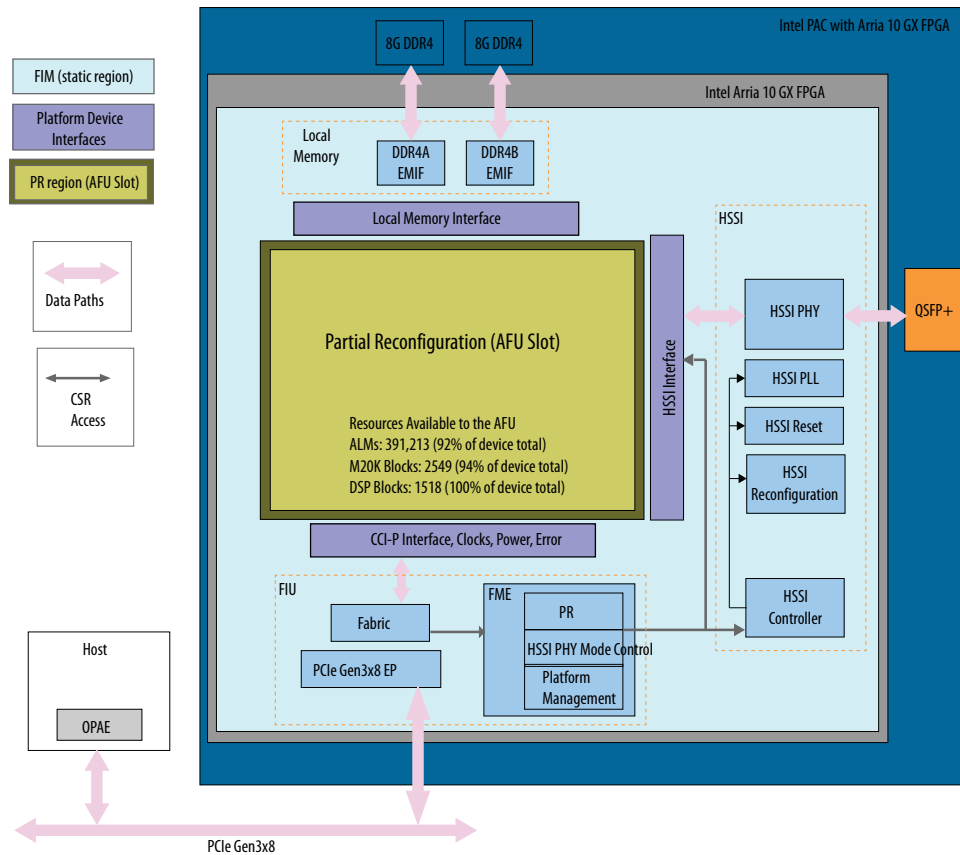 Intel PAC with Arria 10 GX FPGA
8G DDR4
8G DDR4
FIM (static region)
Platform Device
Interfaces
PR region (AFU Slot)
Data Paths
CSR
Access
Intel Arria 10 GX FPGA
Local
Memory
DDR4A
EMIF
DDR4B
EMIF
Local Memory Interface
Partial Reconfiguration (AFU Slot)
Resources Available to the AFU
ALMs: 391,213 (92% of device total)
M20K Blocks: 2549 (94% of device total)
DSP Blocks: 1518 (100% of device total)
HSSI Interface
HSSI
HSSI PHY
QSFP+
HSSI PLL
HSSI Reset
HSSI
Reconfiguration
HSSI
Controller
CCI-P Interface, Clocks, Power, Error
FIU
Fabric
PCIe Gen3x8 EP
FME
PR
HSSI PHY Mode Control
Platform
Management
Host
OPAE
PCIe Gen3x8